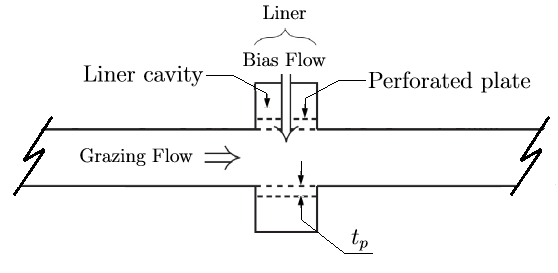 Liner
Bias Flow
Liner cavity
Perforated plate
Grazing Flow
t_p